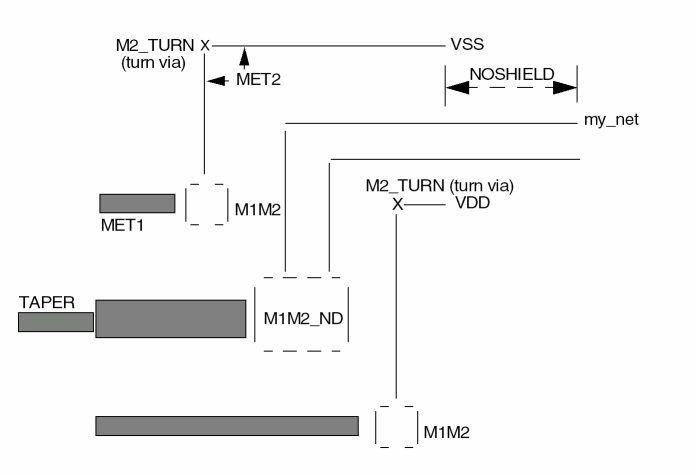 M2_TURN X VSS
(turn via)
MET2
NOSHIELD
my_net
M2_TURN (turn via)
X VDD
M1M2
MET1
TAPER
M1M2_ND
M1M2